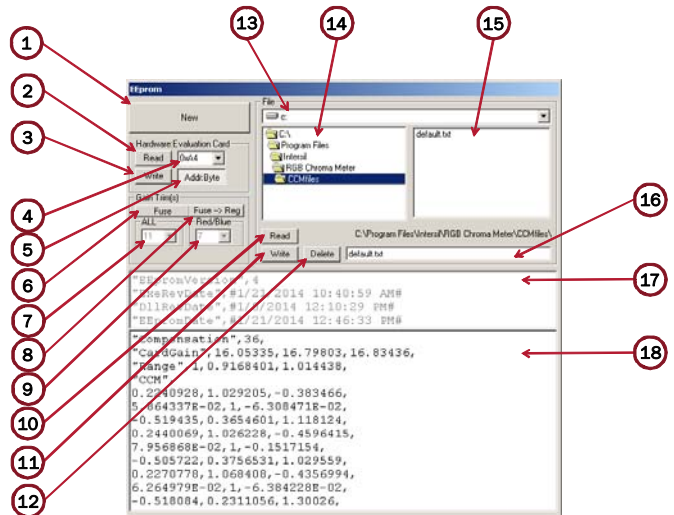 13
14
15
1
EEprom
2
New
File
c:
3
Hardware Evaluation Card
Read
0xA4
Write
Addr:Byte
C:\
Program Files
Intersil
RGB Chroma Meter
CCMfiles
default.txt
4
Gain Trim(s)
Fuse
Fuse -> Reg
5
ALL
Red/Blue
11
7
16
6
Read
C:\Program Files\Intersil\RGB Chroma Meter\CCMfiles\
Write
Delete
default.txt
7
"EEpromVersion",4
17
"ExeRevDate",#1/21/2014 10:40:59 AM#
8
"DllRevDate",
12:10:29 PM#
"EEpromDate",#1/21/2014 12:46:33 PM#
9
"Compensation",36,
"CardGain",16.05335,16.79803,16.83436,
18
"Range",1,0.9168401,1.014438,
10
"CCM"
0.2240928,1.029205,-0.383466,
5.864337E-02,1,-6.308471E-02,
11
-0.519435,0.3654601,1.118124,
0.2440069,1.026228,-0.4596415,
7.956868E-02,1,-0.1517154,
12
-0.505722,0.3756531,1.029559,
0.2270778,1.068408,-0.4356994,
6.264979E-02,1,-6.384228E-02,
-0.518084,0.2311056,1.30026,